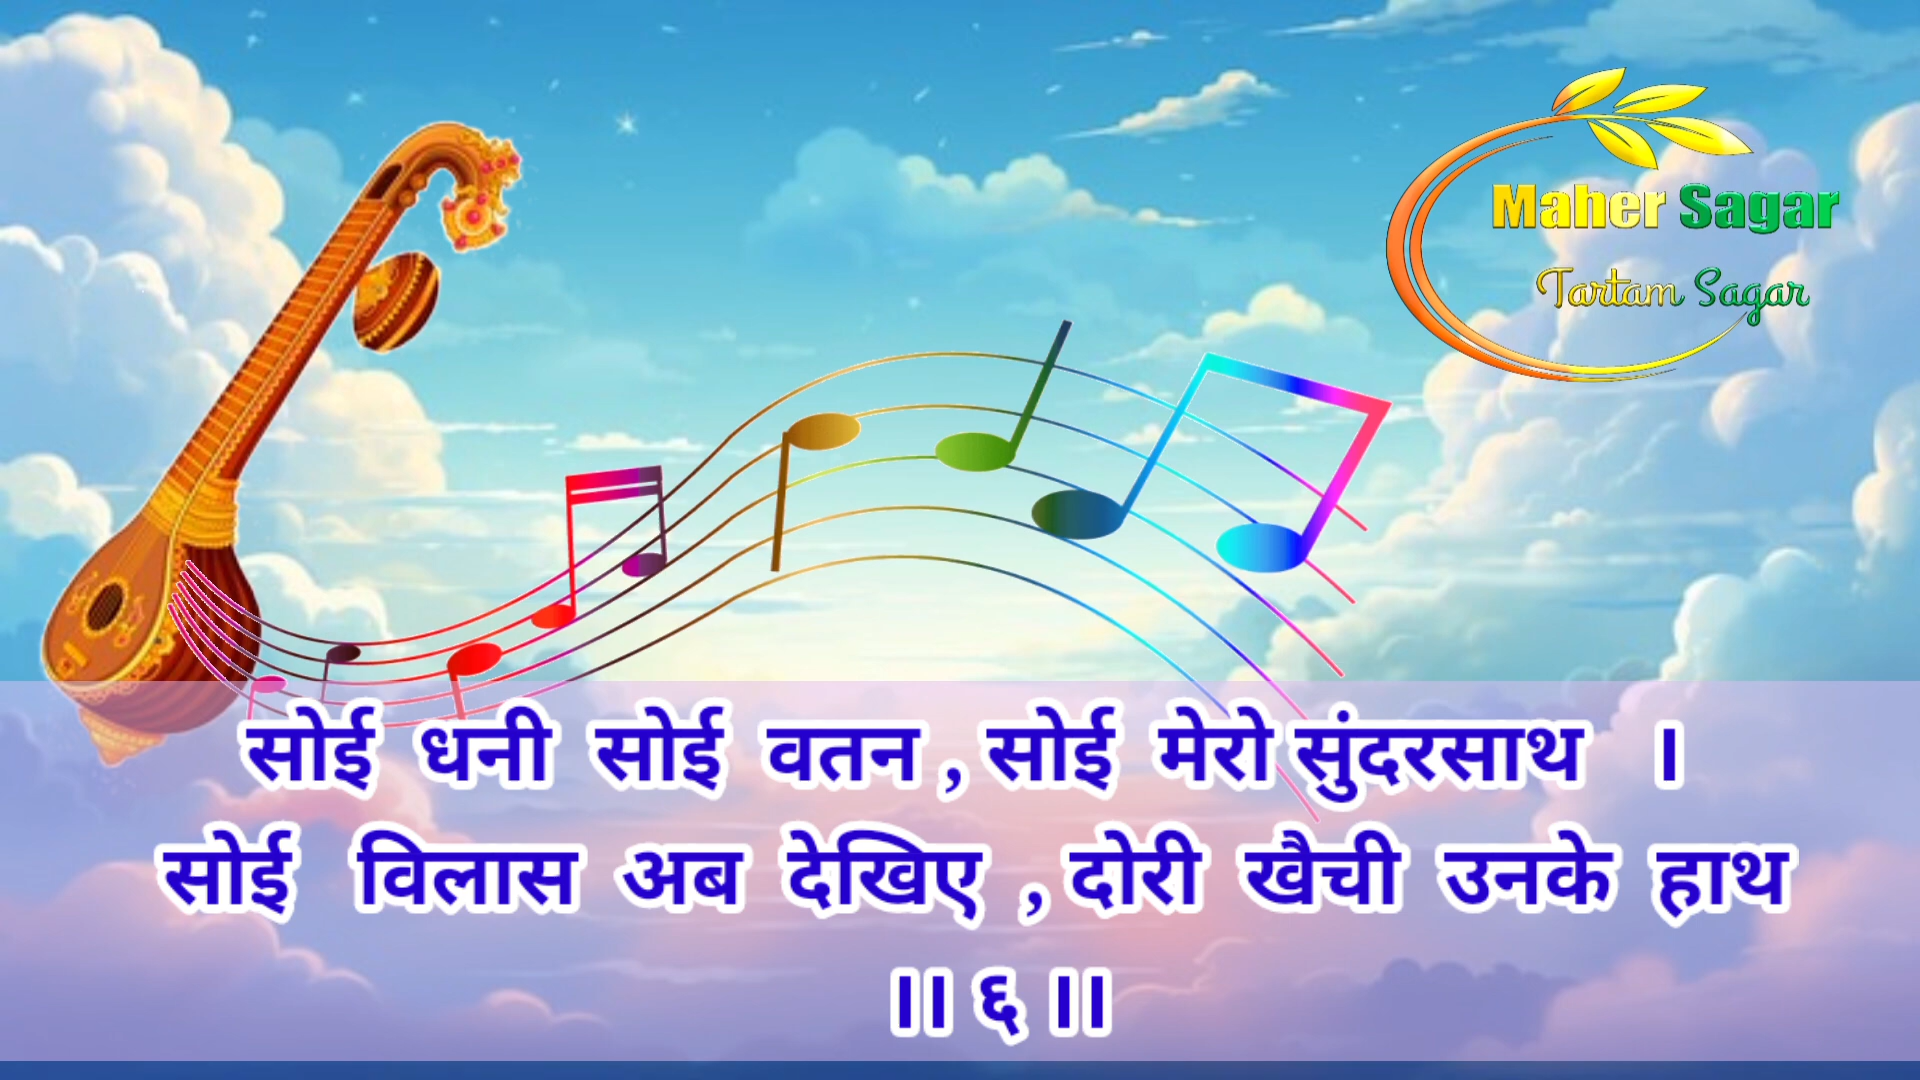 Maher Sagar
Tartam Sagar
सोई धनी सोई वतन , सोई मेरो सुंदरसाथ ।
सोई विलास अब देखिए , दोरी खैची उनके हाथ
।। ६ ।।